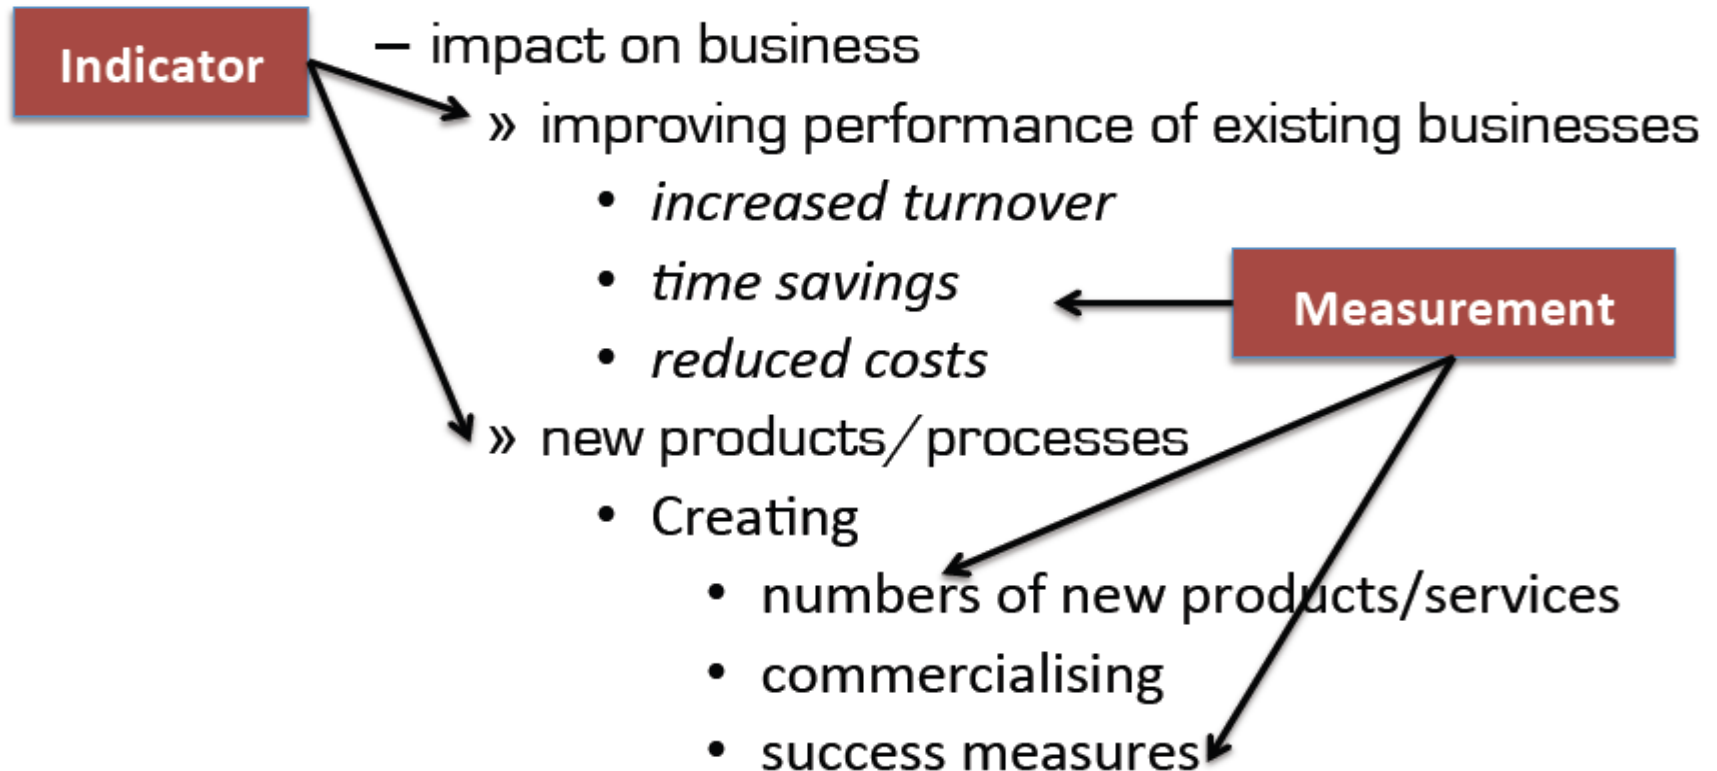 Indicator
– impact on business
» improving performance of existing businesses
• increased turnover
• time savings
Measurement
• reduced costs
» new products/processes
• Creating
• numbers of new products/services
• commercialising
• success measures